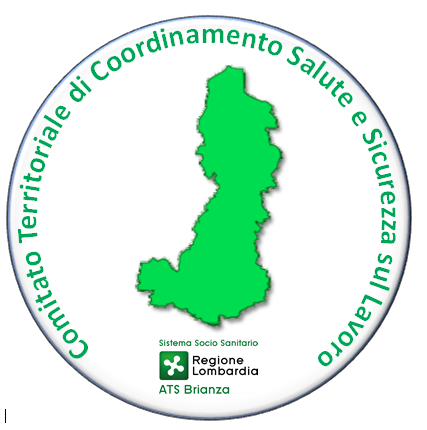 Comitato Territoriale di Coordinamento Salute e Sicurezza sul Lavoro
Sistema Socio Sanitario
Regione
Lombardia
ATS Brianza